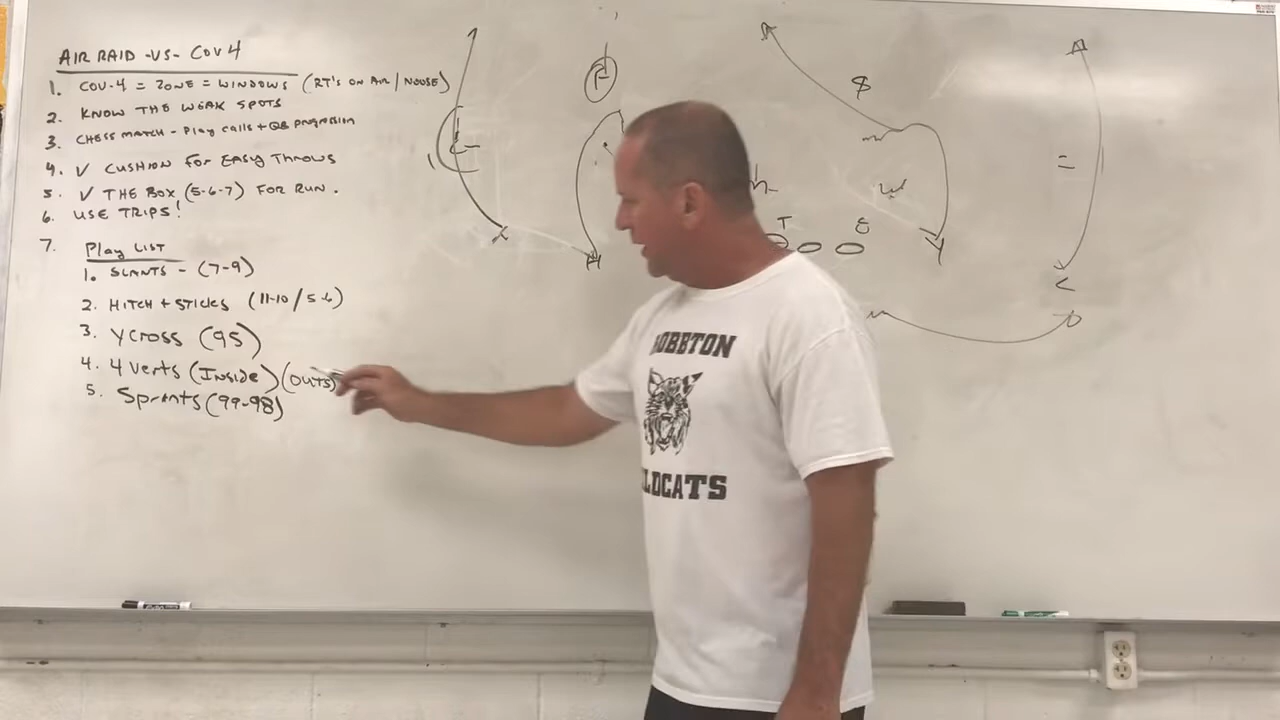 AIR RAID -VS- COV 4
1. COV-4 = ZONE = WINDOWS (RT'S ON AIR / NOOSE)
2. KNOW THE WEAK SPOTS
3. CHESS MATCH - Play calls + QB progression
4. ✓ CUSHION FOR EASY THROWS
5. ✓ THE BOX (5-6-7) FOR RUN.
6. USE TRIPS!
7. Play LIST
1. SLANTS - (7-9)
2. HITCH + STICKS (11-10 / 5-6)
3. YCROSS (95)
4. 4 Verts (Inside) (OUTS)
5. Sprints (99-98)
F
$
C
W
T
E
X
H
Y
OBBTON
LDCATS